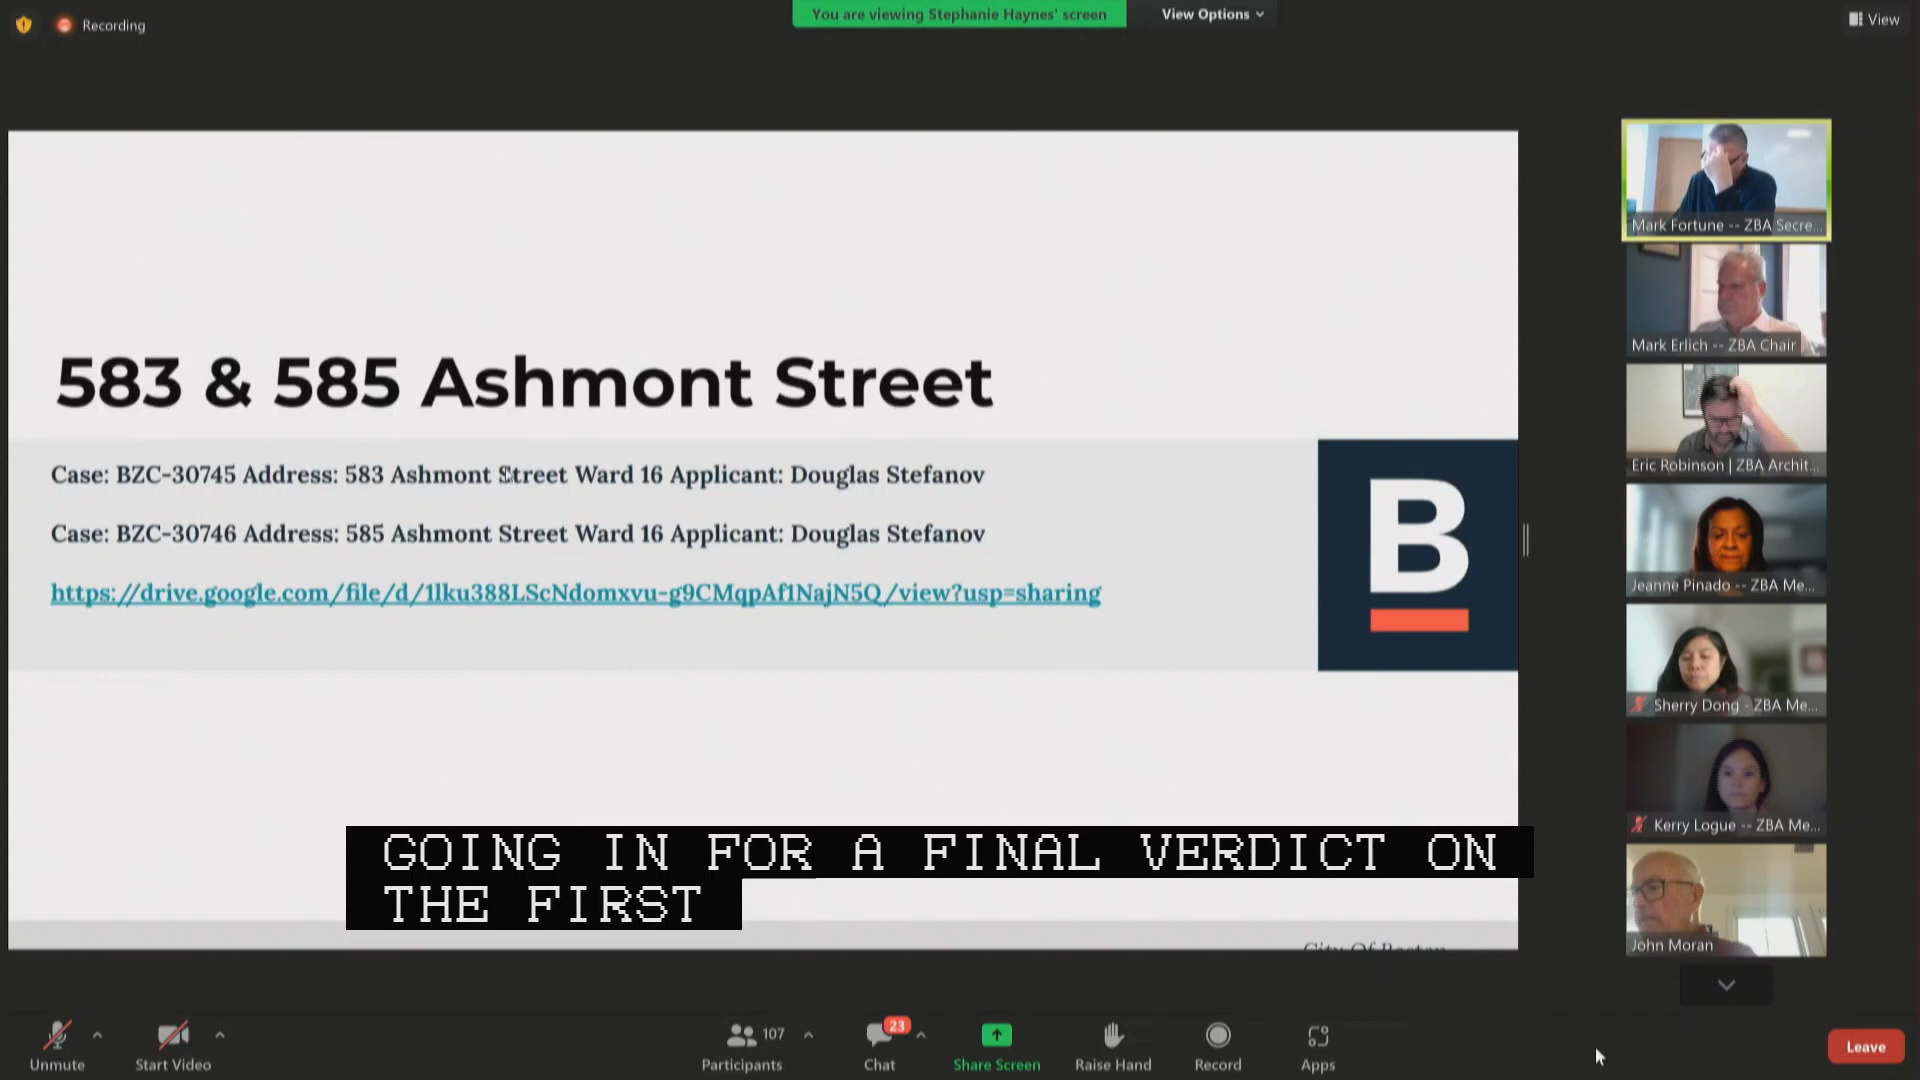 Recording
You are viewing Stephanie Haynes' screen
View Options
View
583 & 585 Ashmont Street
Case: BZC-30745 Address: 583 Ashmont Street Ward 16 Applicant: Douglas Stefanov
Case: BZC-30746 Address: 585 Ashmont Street Ward 16 Applicant: Douglas Stefanov
https://drive.google.com/file/d/1lku388LScNdomxvu-g9CMqpAf1NajN5Q/view?usp=sharing
B
GOING IN FOR A FINAL VERDICT ON
THE FIRST
City Of Boston
Mark Fortune -- ZBA Secre...
Mark Erlich -- ZBA Chair
Eric Robinson | ZBA Archit...
Jeanne Pinado -- ZBA Me...
Sherry Dong - ZBA Me...
Kerry Logue -- ZBA Me...
John Moran
Unmute
Start Video
107
Participants
23
Chat
Share Screen
Raise Hand
Record
Apps
Leave